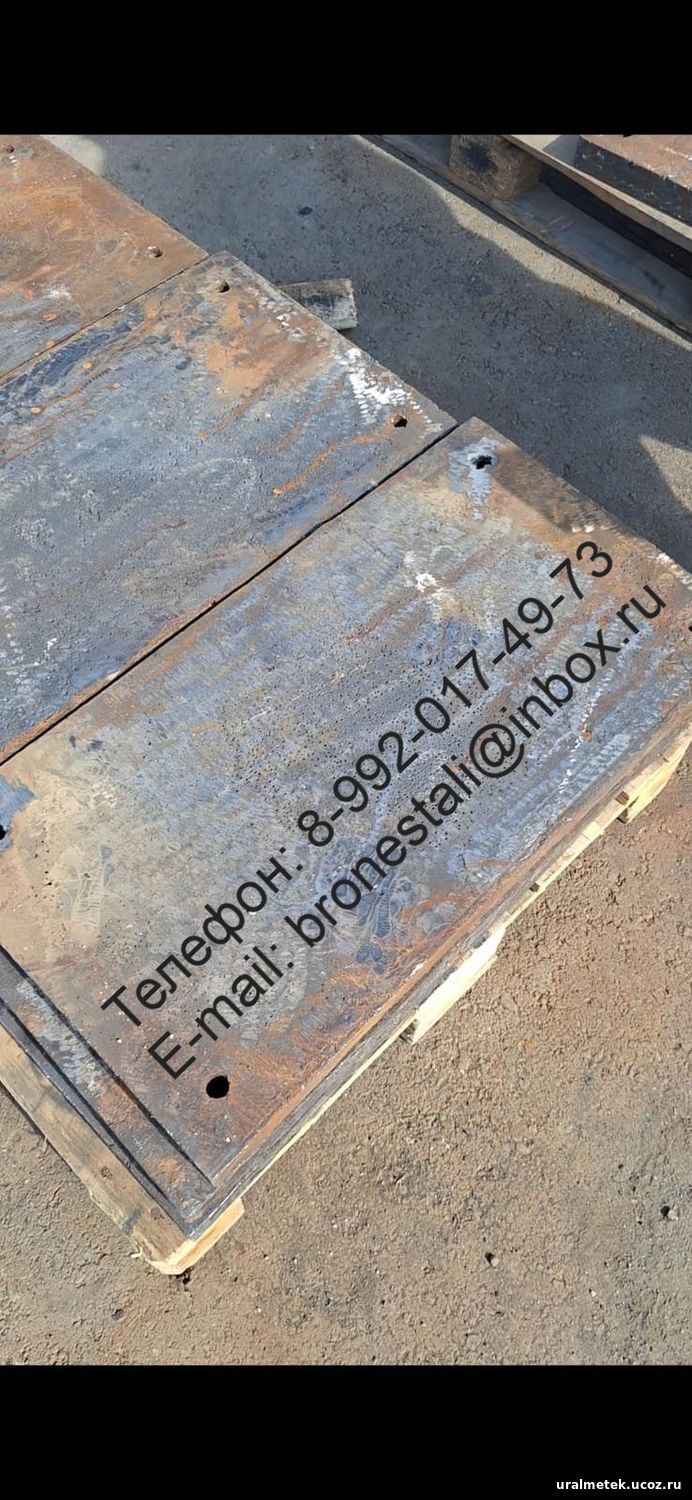 Телефон: 8-992-017-49-73
E-mail: bronestali@inbox.ru
uralmetek.ucoz.ru